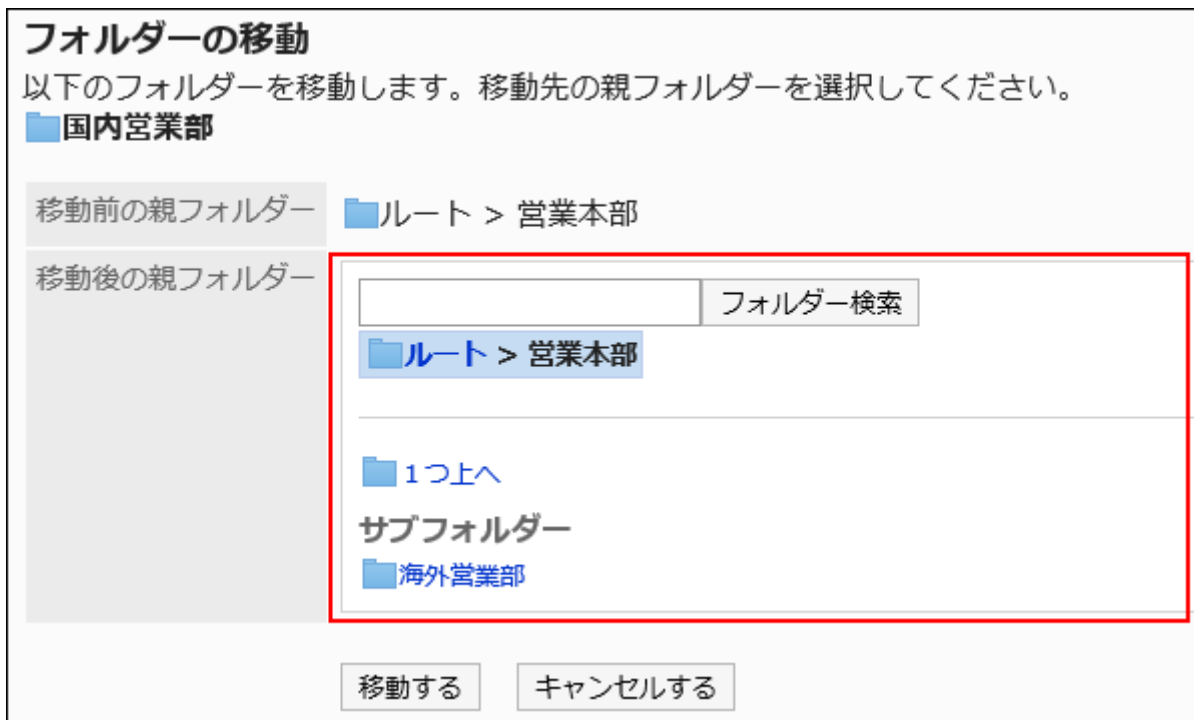 フォルダーの移動
以下のフォルダーを移動します。移動先の親フォルダーを選択してください。
国内営業部
移動前の親フォルダー ルート > 営業本部
移動後の親フォルダー
フォルダー検索
ルート > 営業本部
1つ上へ
サブフォルダー
海外営業部
移動する キャンセルする